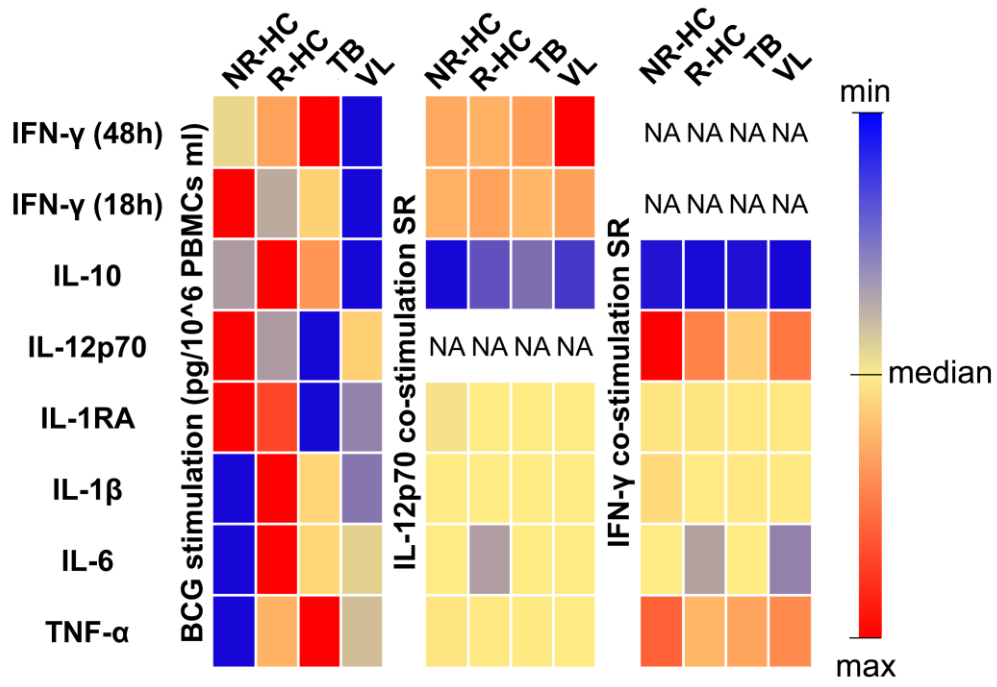 NR-HC R-HC TB VL NR-HC R-HC TB VL NR-HC R-HC TB VL
min
IFN-γ (48h) NA NA NA NA
IFN-γ (18h) NA NA NA NA
IL-10
IL-12p70 NA NA NA NA
median
IL-1RA
IL-1β
IL-6
TNF-α
max
BCG stimulation (pg/10^6 PBMCs ml)
IL-12p70 co-stimulation SR
IFN-γ co-stimulation SR